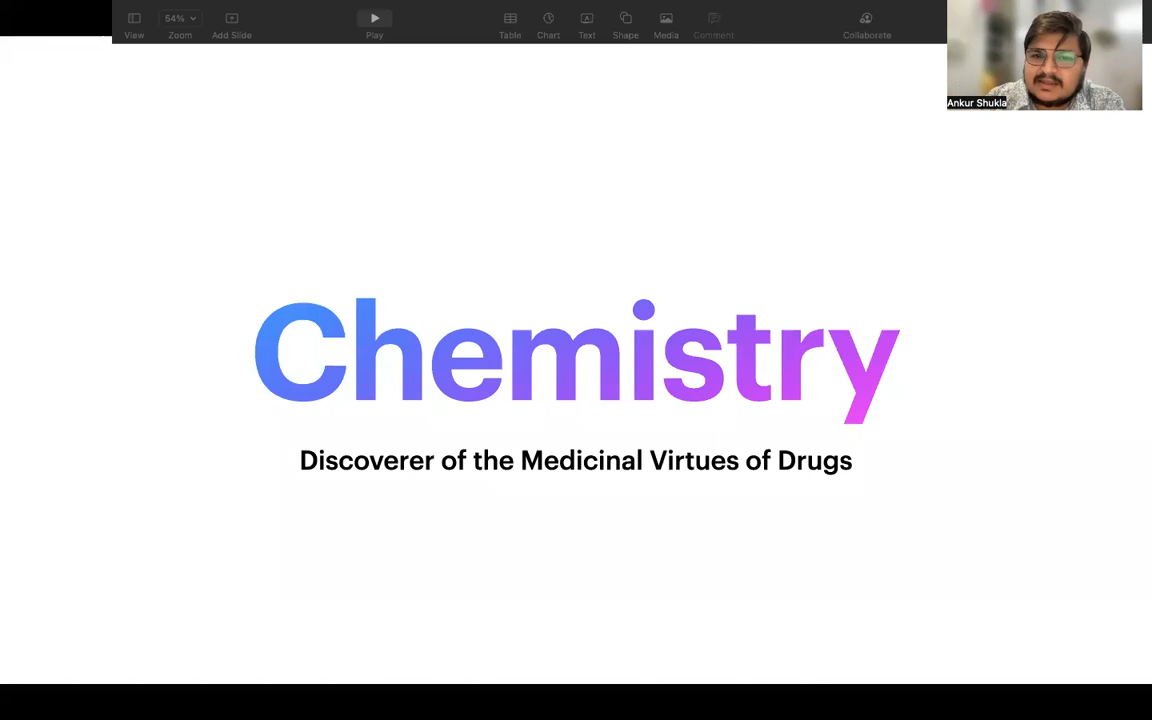 54%
View
Zoom
Add Slide
Play
Table
Chart
Text
Shape
Media
Comment
Collaborate
Ankur Shukla
Chemistry
Discoverer of the Medicinal Virtues of Drugs